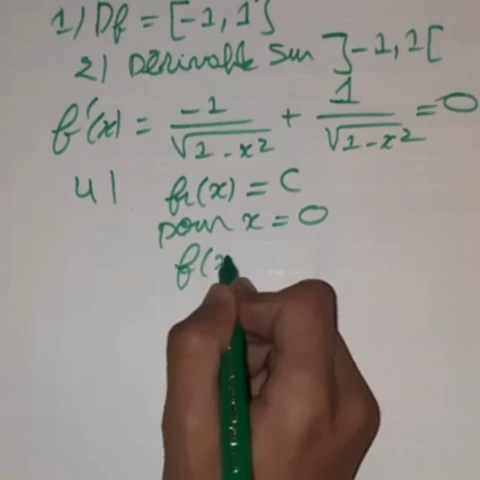 1) Df = [-1, 1]
2) Dérivable sur ]-1, 1[
f'(x) = -1/√(1-x²) + 1/√(1-x²) = 0
4) f(x) = C
pour x = 0
f(x